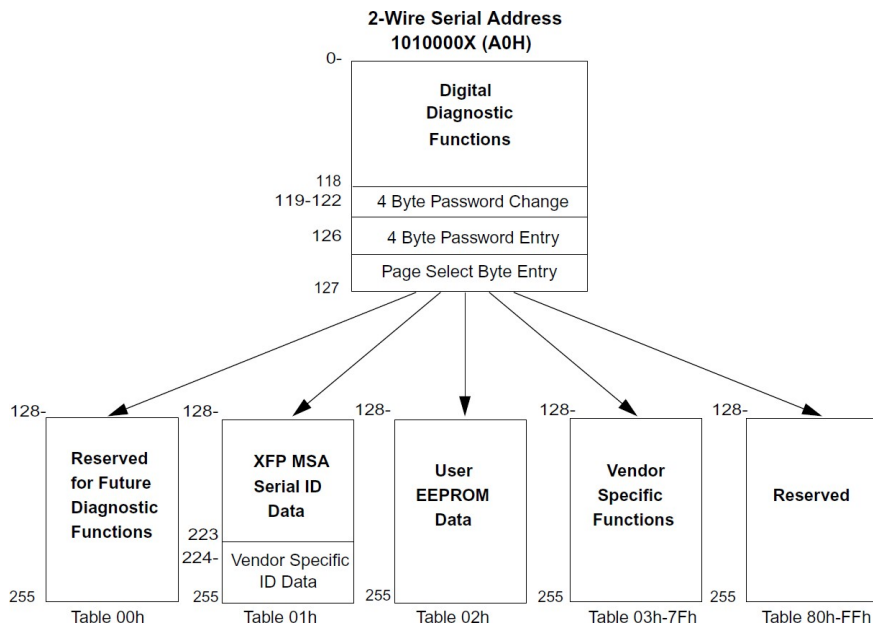 2-Wire Serial Address
1010000X (A0H)
0-
Digital
Diagnostic
Functions
118
119-122
4 Byte Password Change
126
4 Byte Password Entry
Page Select Byte Entry
127
128-
Reserved
for Future
Diagnostic
Functions
255
Table 00h
128-
XFP MSA
Serial ID
Data
223
224-
Vendor Specific
ID Data
255
Table 01h
128-
User
EEPROM
Data
255
Table 02h
128-
Vendor
Specific
Functions
255
Table 03h-7Fh
128-
Reserved
255
Table 80h-FFh